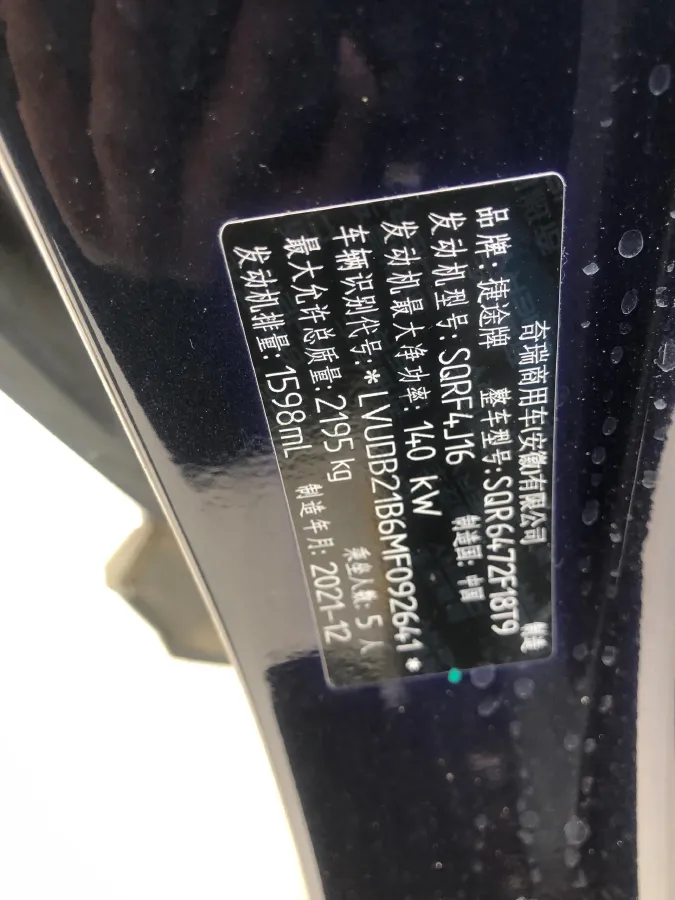 奇瑞商用车(安徽)有限公司 制造
品牌:捷途牌 整车型号:SQR6472F18T9
发动机型号:SQRF4J16 制造国:中国
发动机最大净功率:140 kW
车辆识别代号:*LVUDB21B6MF092641*
最大允许总质量:2195 kg 乘坐人数:5 人
发动机排量:1598mL 制造年月:2021-12